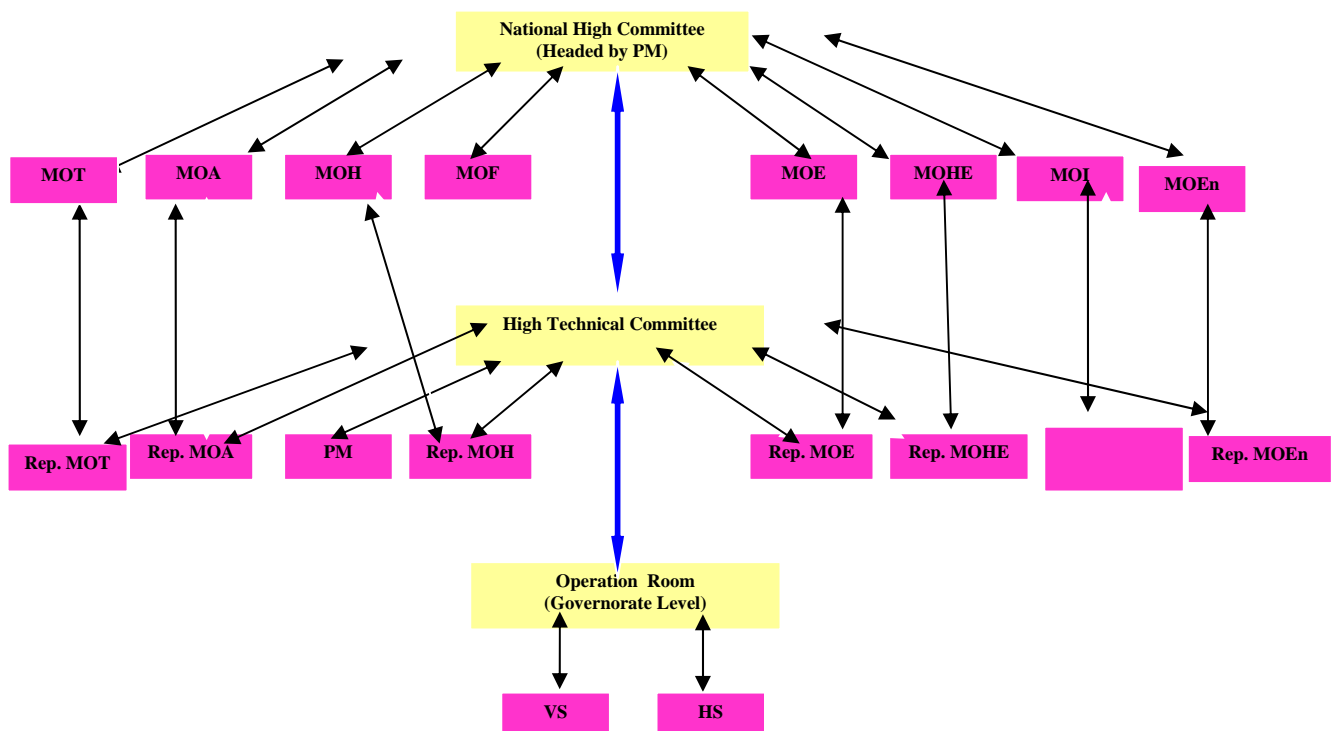 National High Committee
(Headed by PM)
MOT
MOA
MOH
MOF
MOE
MOHE
MOI
MOEn
High Technical Committee
Rep. MOT
Rep. MOA
PM
Rep. MOH
Rep. MOE
Rep. MOHE
Rep. MOEn
Operation Room
(Governorate Level)
VS
HS